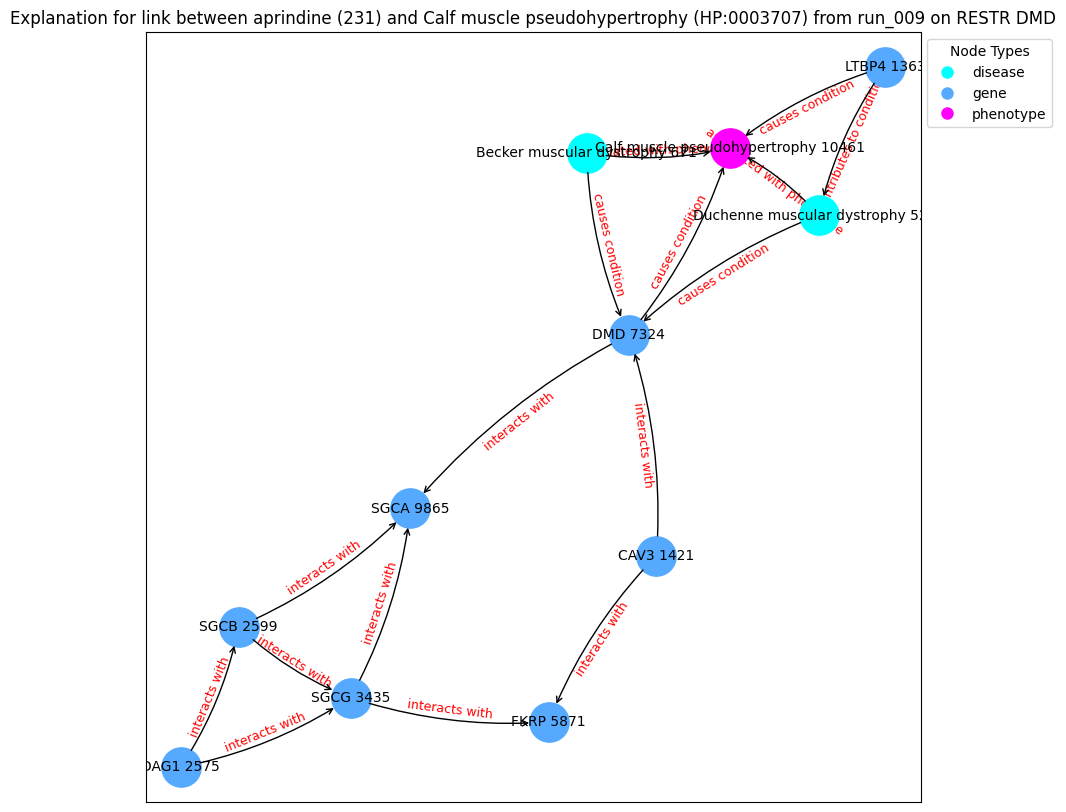 Explanation for link between aprindine (231) and Calf muscle pseudohypertrophy (HP:0003707) from run_009 on RESTR DMD
Node Types
disease
gene
phenotype
LTBP4 1363
causes condition
Calf muscle pseudohypertrophy 10461
Becker muscular dystrophy 671
Duchenne muscular dystrophy 52
causes condition
causes condition
causes condition
DMD 7324
interacts with
interacts with
SGCA 9865
CAV3 1421
interacts with
interacts with
interacts with
SGCB 2599
interacts with
interacts with
SGCG 3435
interacts with
FKRP 5871
interacts with
DAG1 2575